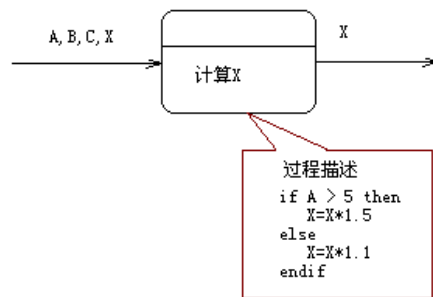 A, B, C, X
X
计算X
过程描述
if A > 5 then
X=X*1.5
else
X=X*1.1
endif